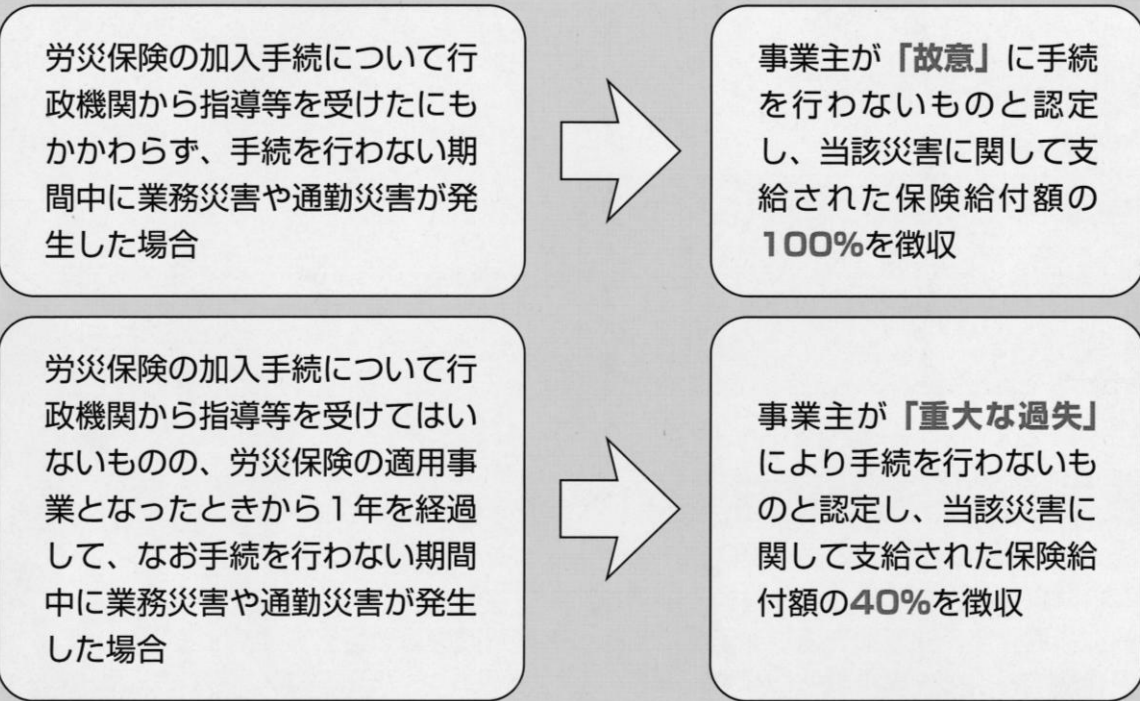 労災保険の加入手続について行
政機関から指導等を受けたにも
かかわらず、手続を行わない期
間中に業務災害や通勤災害が発
生した場合
事業主が「故意」に手続
を行わないものと認定
し、当該災害に関して支
給された保険給付額の
100%を徴収
労災保険の加入手続について行
政機関から指導等を受けてはい
ないものの、労災保険の適用事
業となったときから1年を経過
して、なお手続を行わない期間
中に業務災害や通勤災害が発生
した場合
事業主が「重大な過失」
により手続を行わないも
のと認定し、当該災害に
関して支給された保険給
付額の40%を徴収